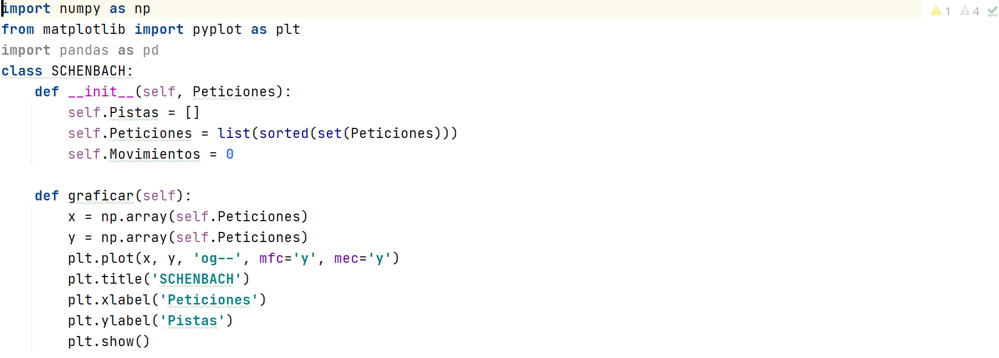 import numpy as np
from matplotlib import pyplot as plt
import pandas as pd
class SCHENBACH:
    def __init__(self, Peticiones):
        self.Pistas = []
        self.Peticiones = list(sorted(set(Peticiones)))
        self.Movimientos = 0
    def graficar(self):
        x = np.array(self.Peticiones)
        y = np.array(self.Peticiones)
        plt.plot(x, y, 'og--', mfc='y', mec='y')
        plt.title('SCHENBACH')
        plt.xlabel('Peticiones')
        plt.ylabel('Pistas')
        plt.show()
1 4